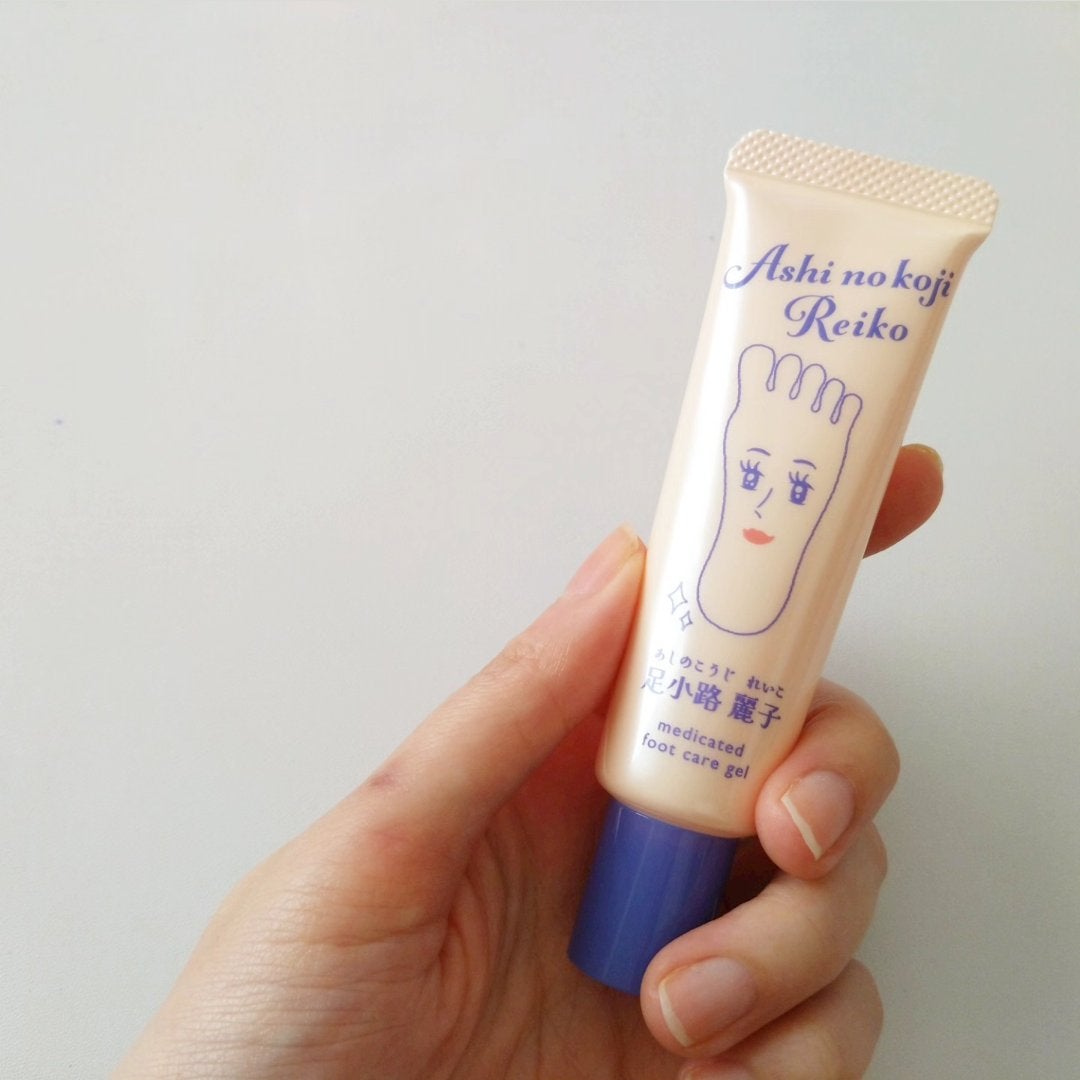 Ashi no koji
Reiko
あしのこうじ れいこ
足小路 麗子
medicated
foot care gel